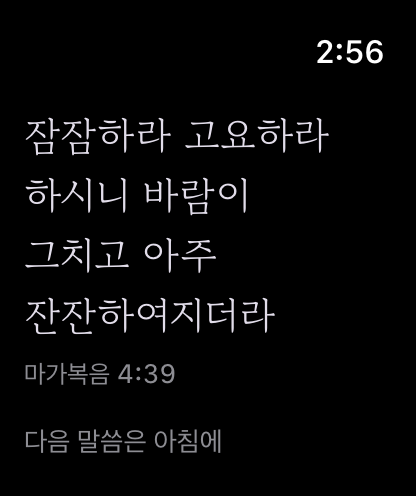 2:56
잠잠하라 고요하라
하시니 바람이
그치고 아주
잔잔하여지더라
마가복음 4:39
다음 말씀은 아침에